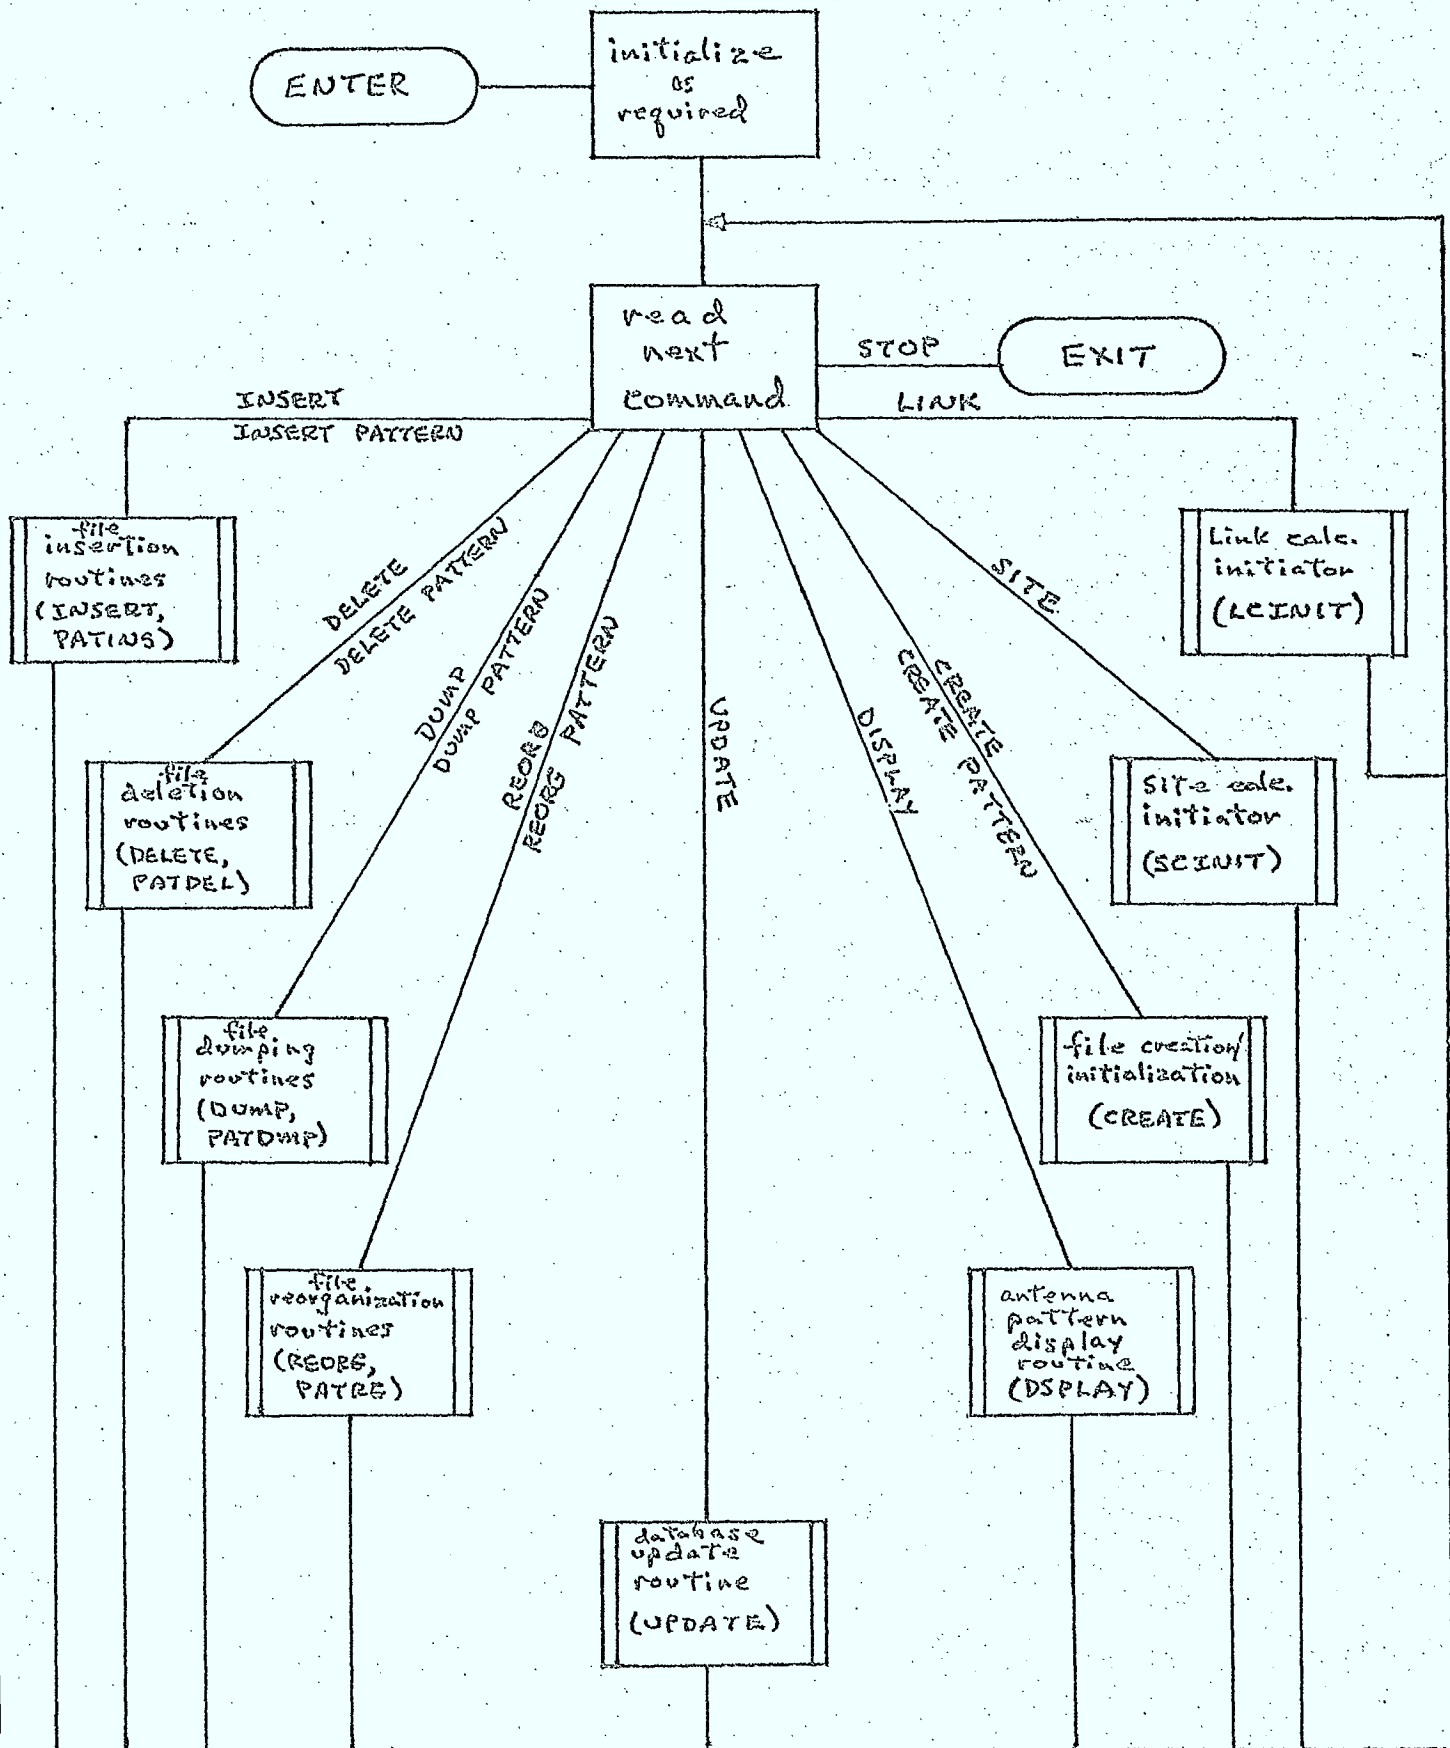 ENTER
initialize
as
required
read
next
command
STOP
EXIT
LINK
INSERT
INSERT PATTERN
file
insertion
routines
(INSERT,
PATINS)
DELETE
DELETE PATTERN
DUMP
DUMP PATTERN
REORG
REORG PATTERN
UPDATE
DISPLAY
CREATE
CREATE PATTERN
SITE
Link calc.
initiator
(LCINIT)
file
deletion
routines
(DELETE,
PATDEL)
Site calc.
initiator
(SCINIT)
file
dumping
routines
(DUMP,
PATDMP)
file creation/
initialization
(CREATE)
file
reorganization
routines
(REORG,
PATRE)
antenna
pattern
display
routine
(DSPLAY)
database
update
routine
(UPDATE)